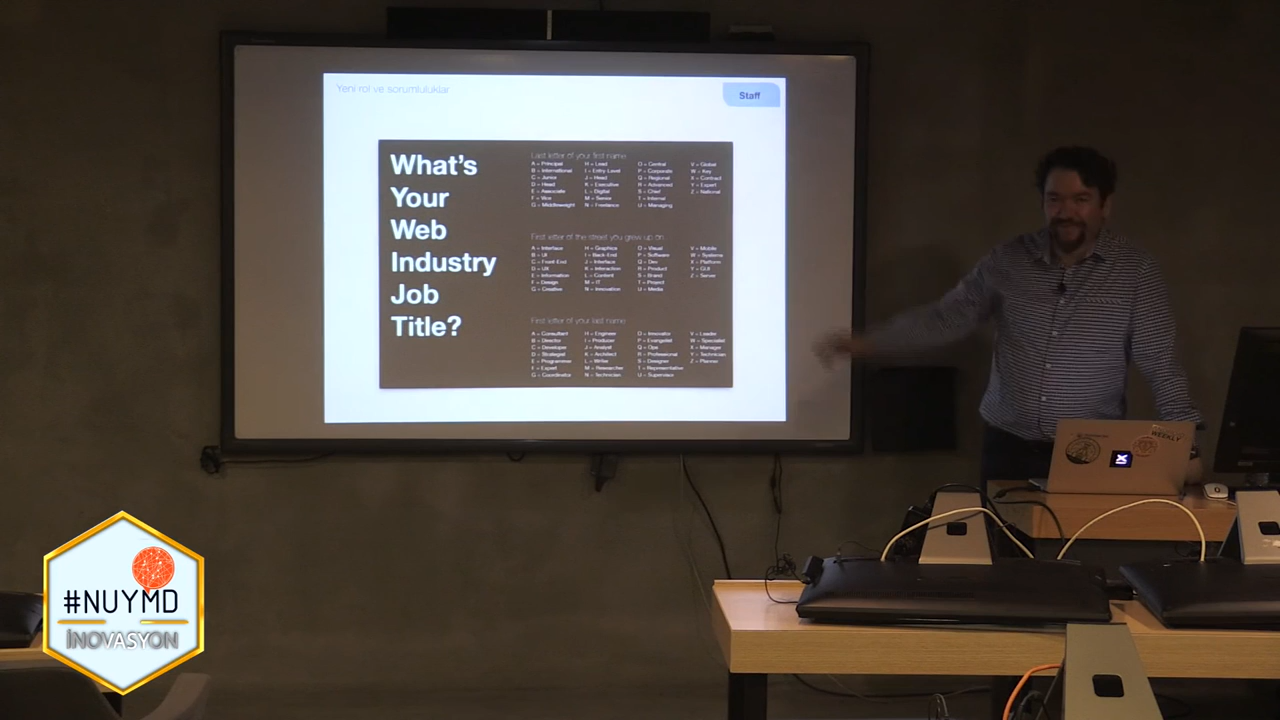 Yeni rol ve sorumluluklar
Staff
What's
Your
Web
Industry
Job
Title?
Last letter of your first name
A = Principal
B = International
C = Junior
D = Head
E = Associate
F = Vice
G = Middleweight
H = Lead
I = Entry-Level
J = Head
K = Executive
L = Digital
M = Senior
N = Freelance
O = Central
P = Corporate
Q = Regional
R = Advanced
S = Chief
T = Internal
U = Managing
V = Global
W = Key
X = Contract
Y = Expert
Z = National
First letter of the street you grew up on
A = Interface
B = UI
C = Front End
D = UX
E = Information
F = Design
G = Creative
H = Graphics
I = Back-End
J = Interface
K = Interaction
L = Content
M = IT
N = Innovation
O = Visual
P = Software
Q = Dev
R = Product
S = Brand
T = Project
U = Media
V = Mobile
W = Systems
X = Platform
Y = GUI
Z = Server
First letter of your last name
A = Consultant
B = Director
C = Developer
D = Strategist
E = Programmer
F = Expert
G = Coordinator
H = Engineer
I = Producer
J = Analyst
K = Architect
L = Writer
M = Researcher
N = Technician
O = Innovator
P = Evangelist
Q = Ops
R = Professional
S = Designer
T = Representative
U = Supervisor
V = Leader
W = Specialist
X = Manager
Y = Technician
Z = Planner
WEEKLY
#NUYMD
İNOVASYON